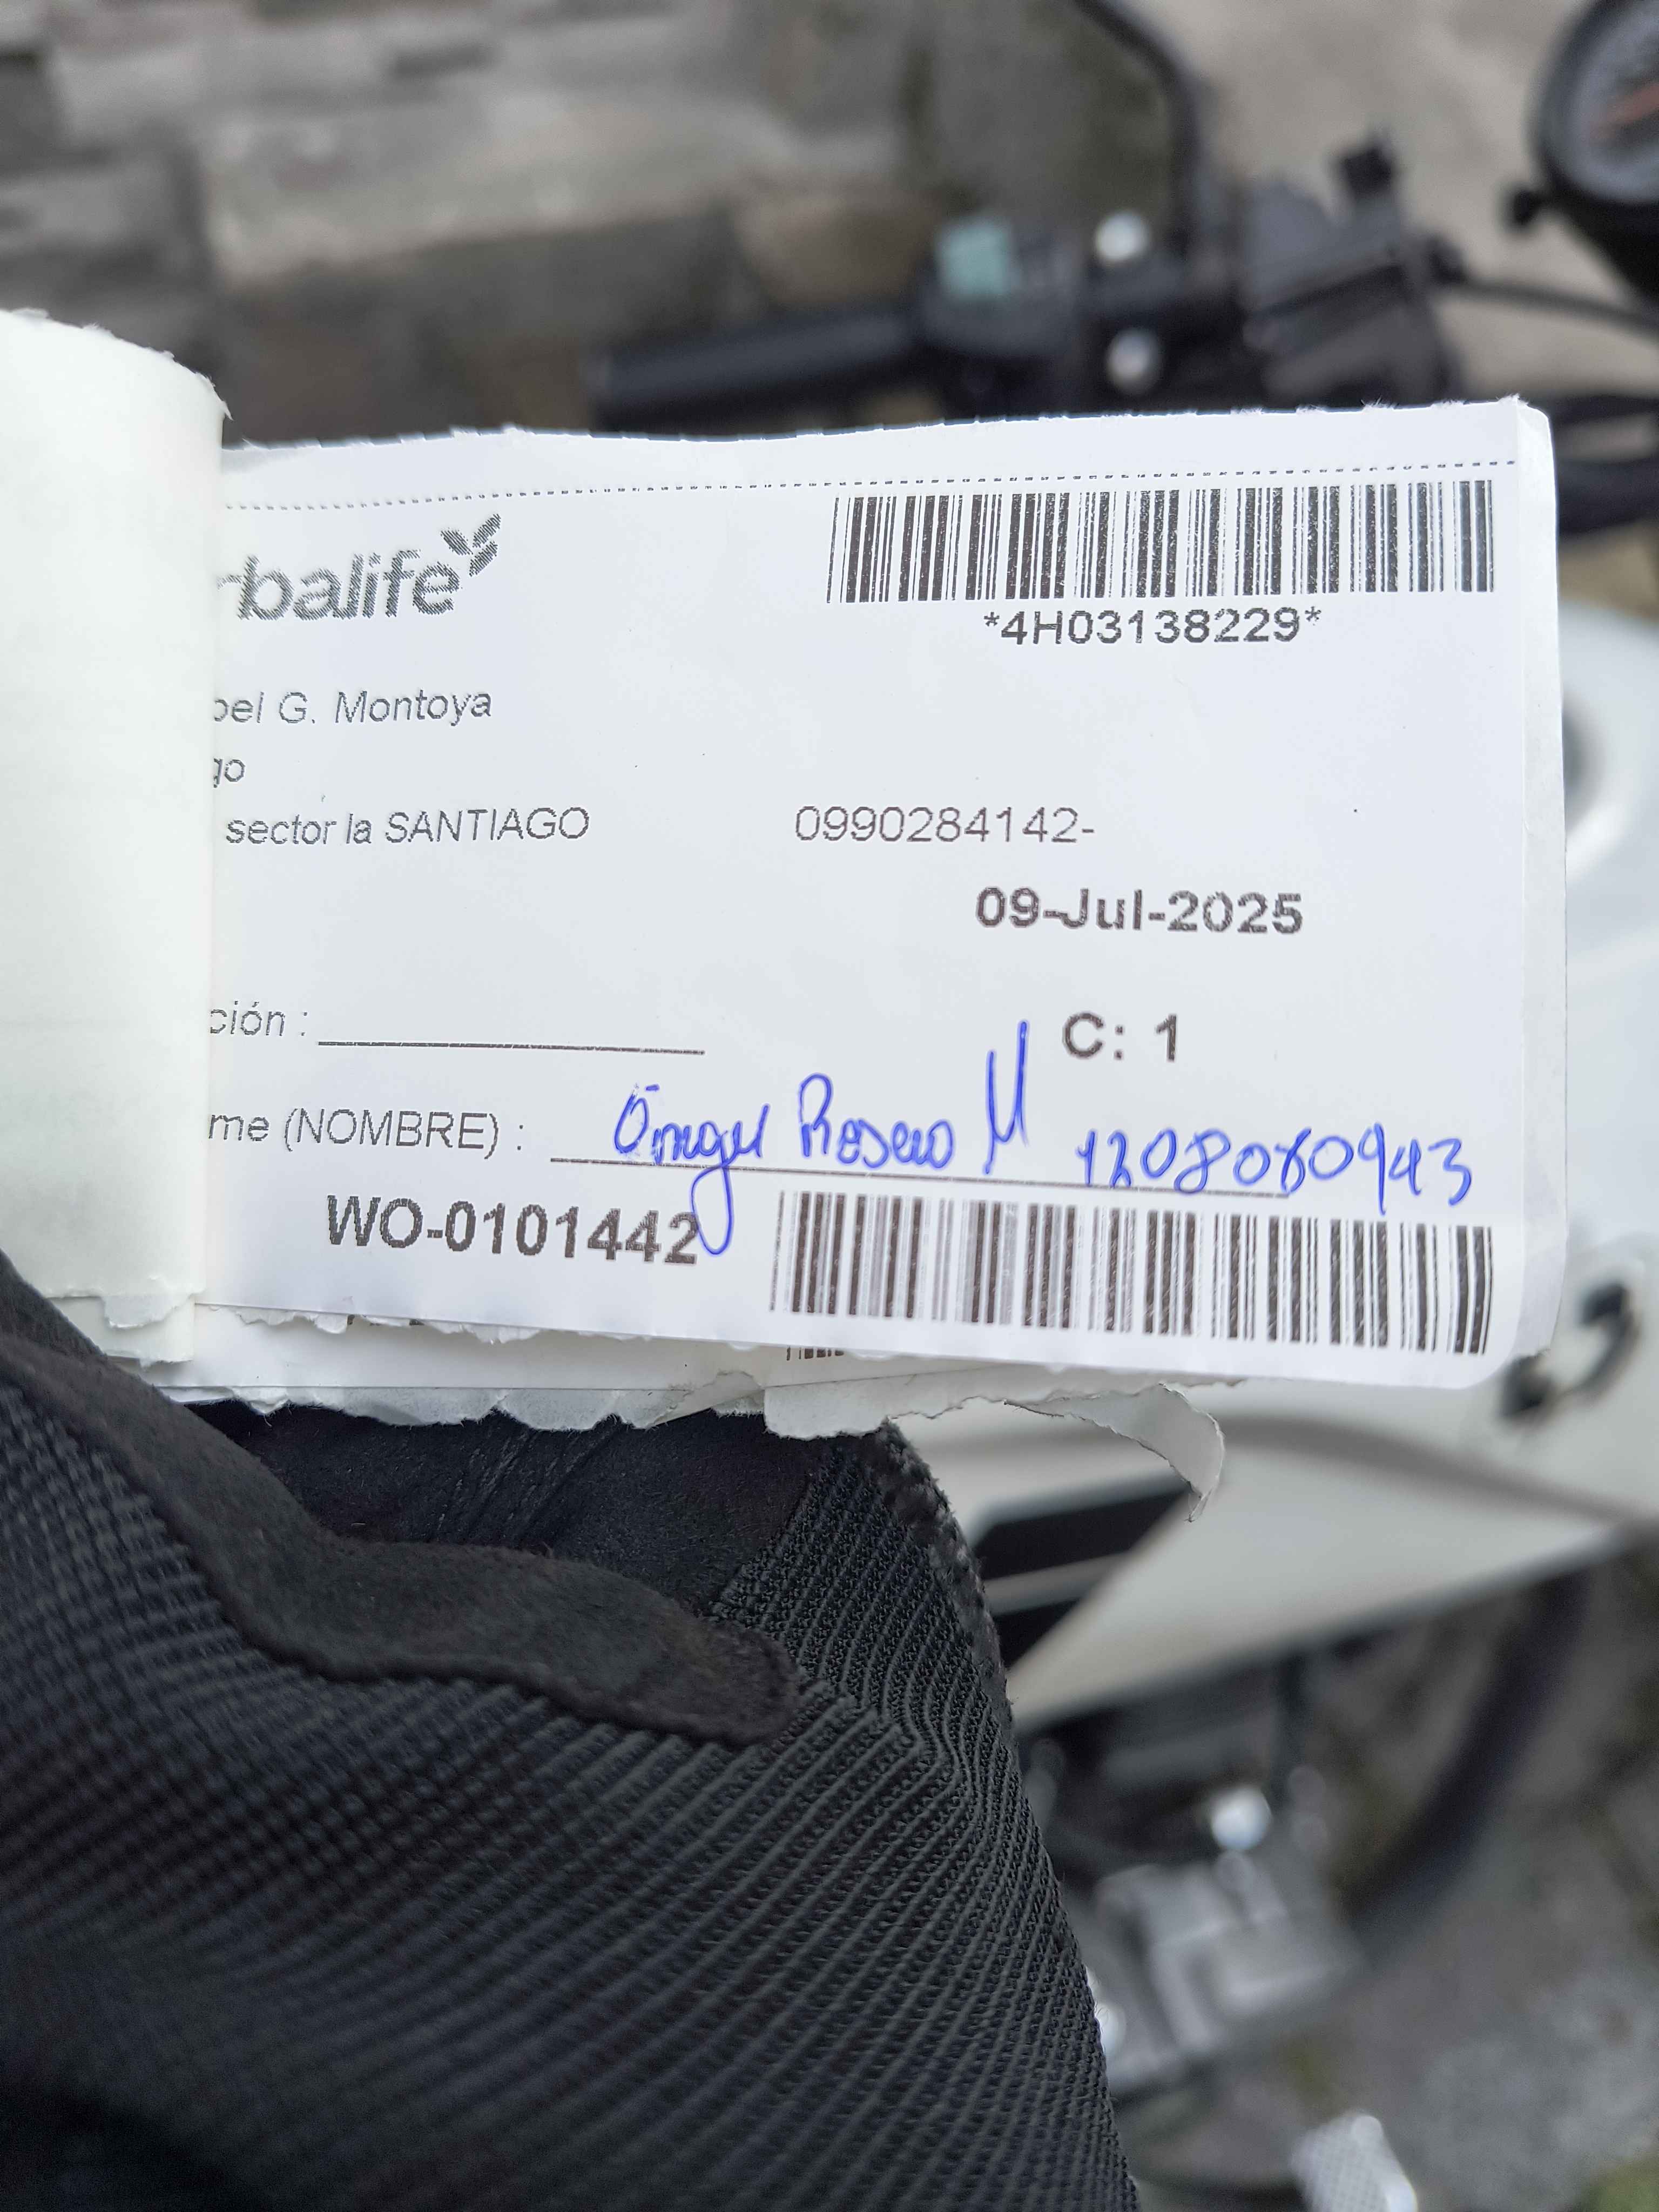 rbalife
*4H03138229*
bel G. Montoya
go
sector la SANTIAGO 0990284142-
09-Jul-2025
ción :
C: 1
me (NOMBRE) : Rosero M 1208080943
WO-0101442